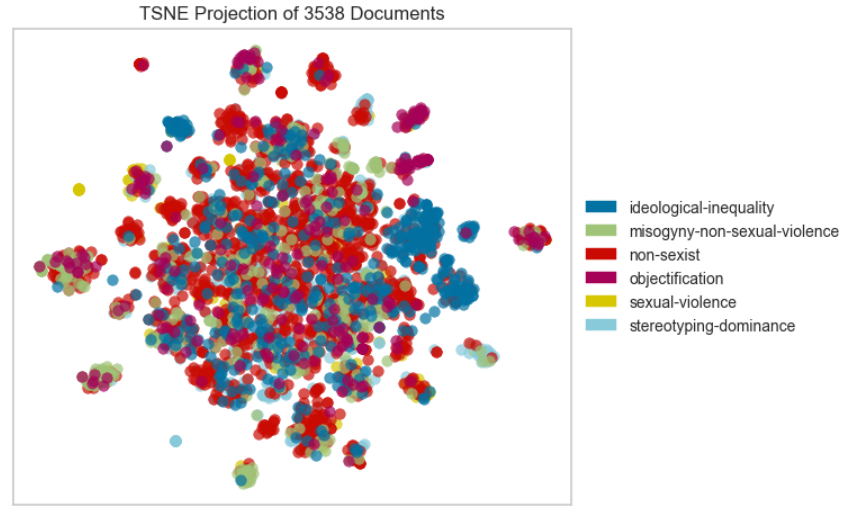 TSNE Projection of 3538 Documents
ideological-inequality
misogyny-non-sexual-violence
non-sexist
objectification
sexual-violence
stereotyping-dominance